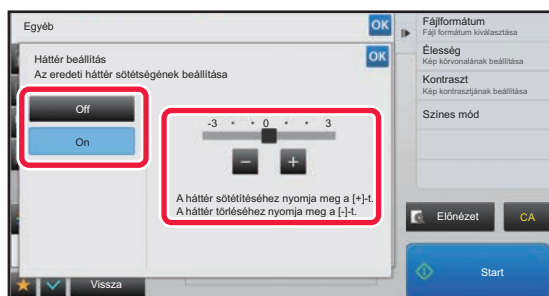 Egyéb
OK
Háttér beállítás
OK
Az eredeti háttér sötétségének beállítása
Off
On
-3 • • 0 • • 3
− +
A háttér sötétítéséhez nyomja meg a [+]-t.
A háttér törléséhez nyomja meg a [-]-t.
Vissza
Fájlformátum
Fájl formátum kiválasztása
Élesség
Kép körvonalának beállítása
Kontraszt
Kép kontrasztjának beállítása
Színes mód
Előnézet
CA
Start